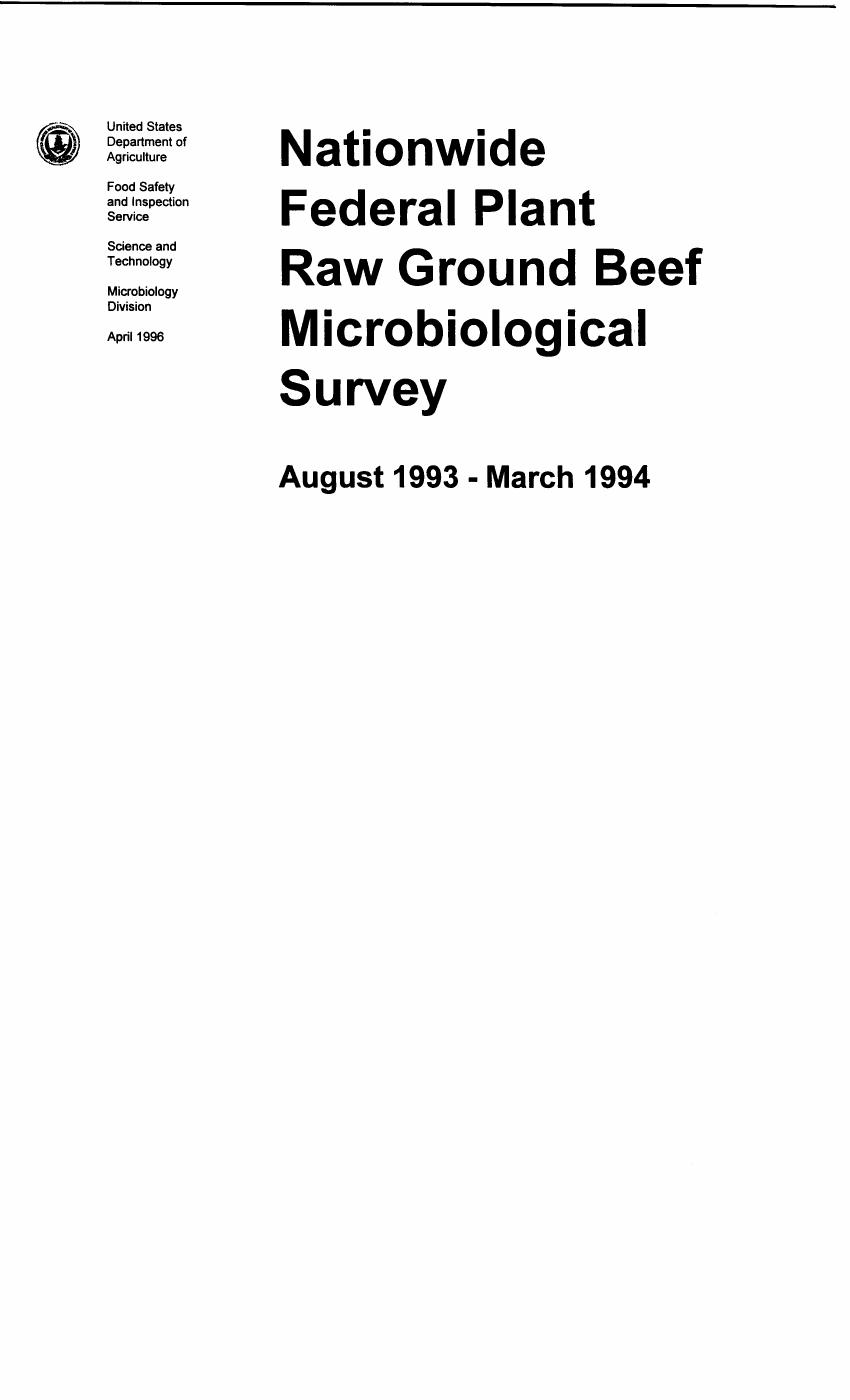 United States
Department of
Agriculture
Food Safety
and Inspection
Service
Science and
Technology
Microbiology
Division
April 1996
Nationwide
Federal Plant
Raw Ground Beef
Microbiological
Survey
August 1993 - March 1994